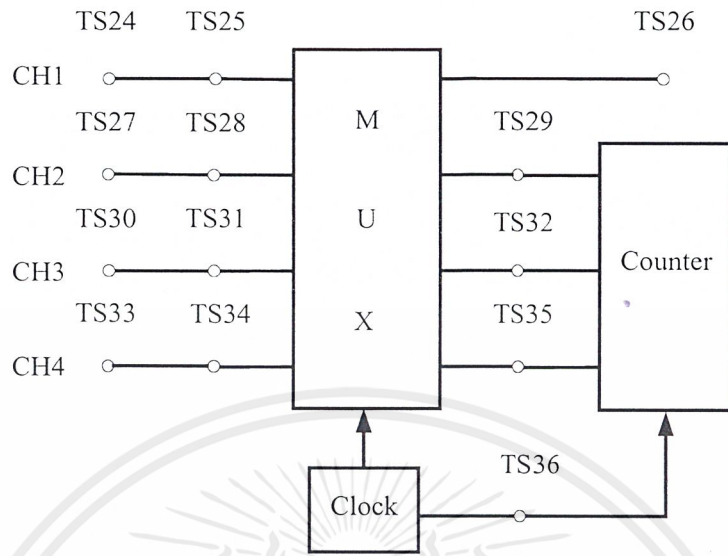 TS24 TS25 TS26
CH1
M
TS27 TS28 TS29
CH2
U
TS30 TS31 TS32
CH3
Counter
X
TS33 TS34 TS35
CH4
Clock
TS36